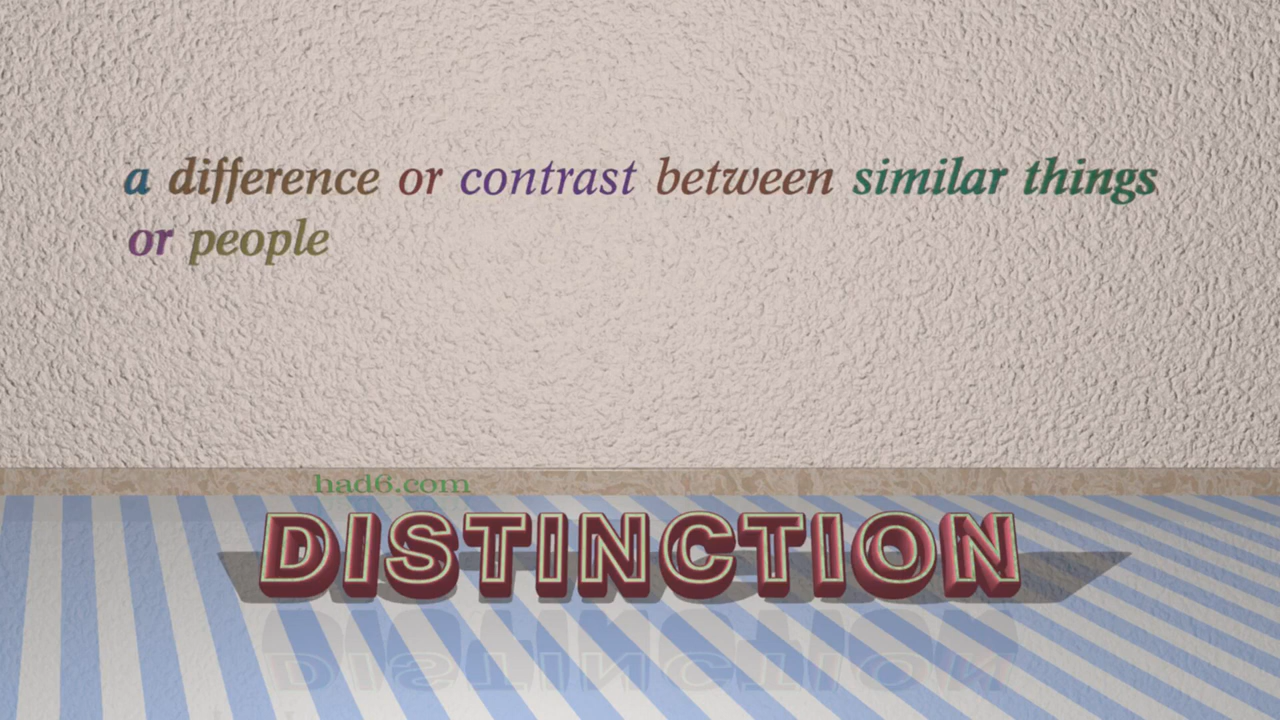 a difference or contrast between similar things
or people
had6.com
DISTINCTION